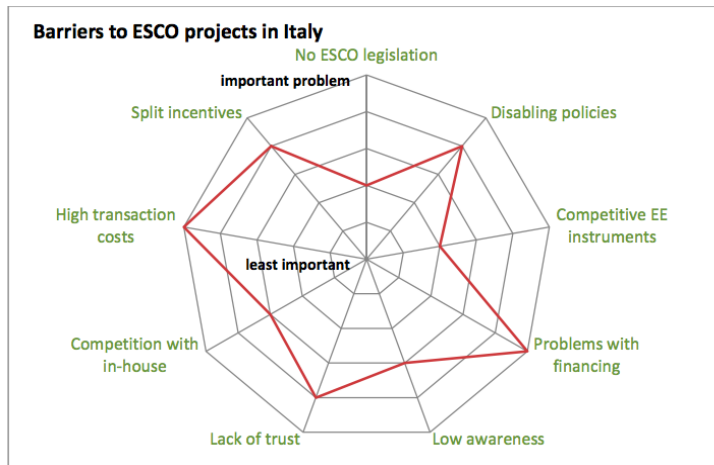 Barriers to ESCO projects in Italy
No ESCO legislation
important problem
Split incentives
Disabling policies
High transaction
costs
Competitive EE
instruments
least important
Competition with
in-house
Problems with
financing
Lack of trust
Low awareness